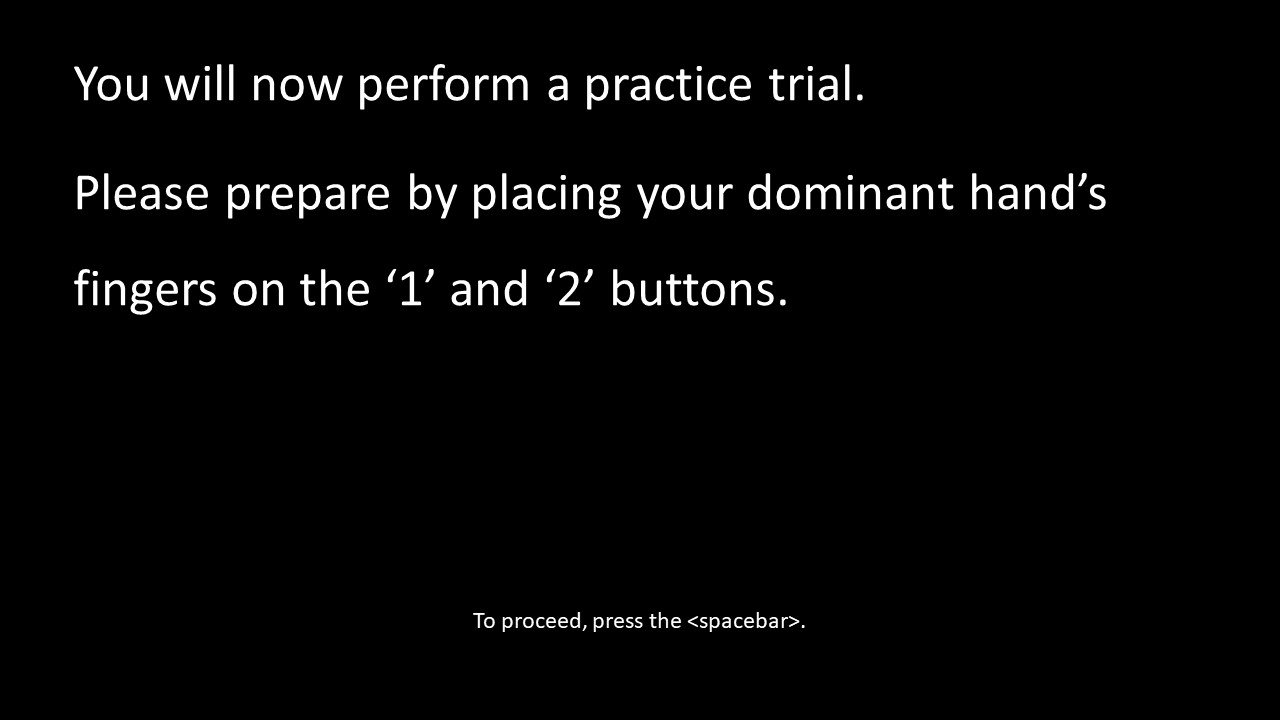 You will now perform a practice trial.
Please prepare by placing your dominant hand’s
fingers on the ‘1’ and ‘2’ buttons.
To proceed, press the <spacebar>.